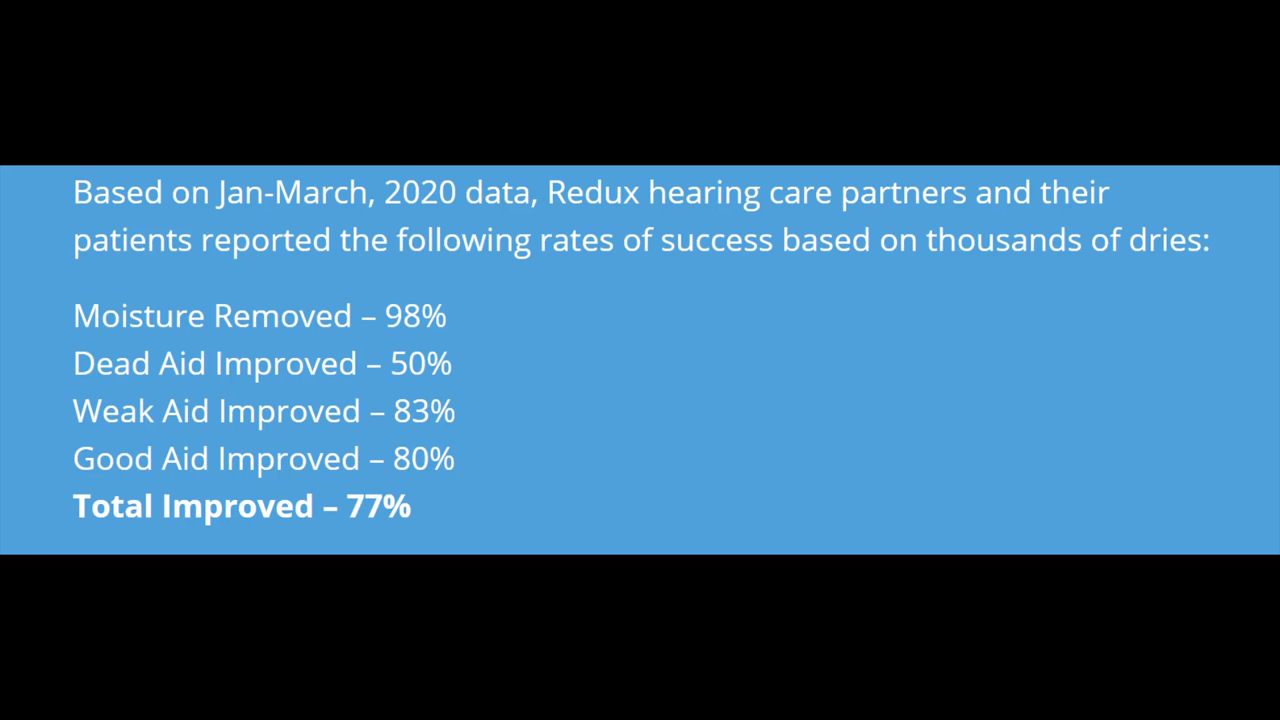 Based on Jan-March, 2020 data, Redux hearing care partners and their
patients reported the following rates of success based on thousands of dries:
Moisture Removed – 98%
Dead Aid Improved – 50%
Weak Aid Improved – 83%
Good Aid Improved – 80%
Total Improved – 77%